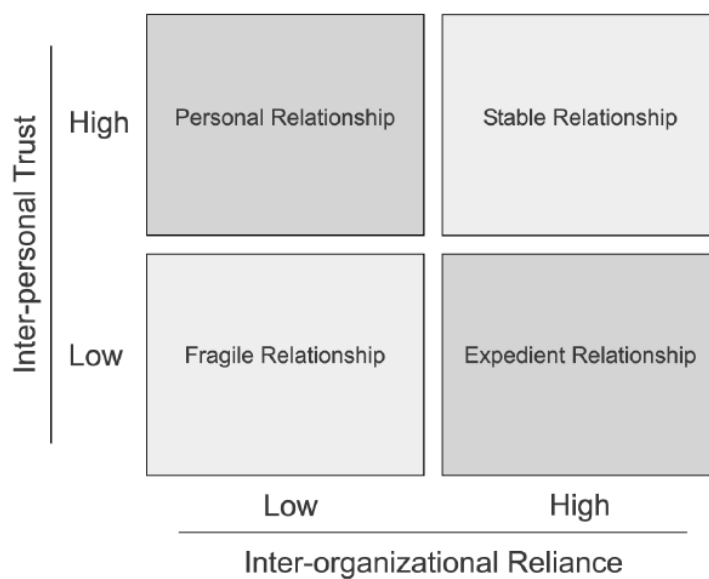 Inter-personal Trust
High
Personal Relationship
Stable Relationship
Low
Fragile Relationship
Expedient Relationship
Low
High
Inter-organizational Reliance